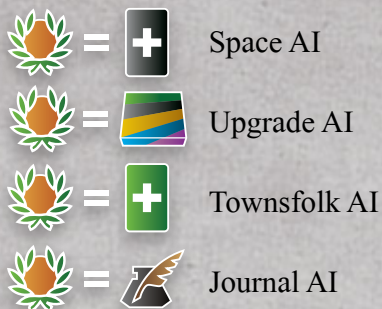 = + Space AI
= Upgrade AI
= + Townsfolk AI
= Journal AI